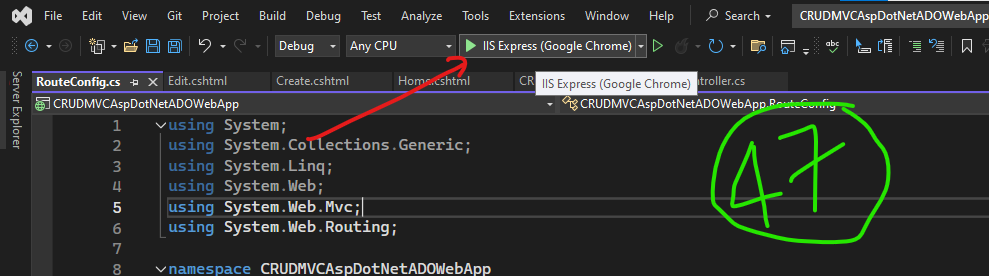 File Edit View Git Project Build Debug Test Analyze Tools Extensions Window Help Search CRUDMVCAspDotNetADOWebApp
Debug Any CPU IIS Express (Google Chrome)
Server Explorer
RouteConfig.cs Edit.cshtml Create.cshtml Home.cshtml IIS Express (Google Chrome) ntroller.cs
CRUDMVCAspDotNetADOWebApp CRUDMVCAspDotNetADOWebApp.RouteConfig
1 using System;
2 using System.Collections.Generic;
3 using System.Linq;
4 using System.Web;
5 using System.Web.Mvc;
6 using System.Web.Routing;
7
8 namespace CRUDMVCAspDotNetADOWebApp
47